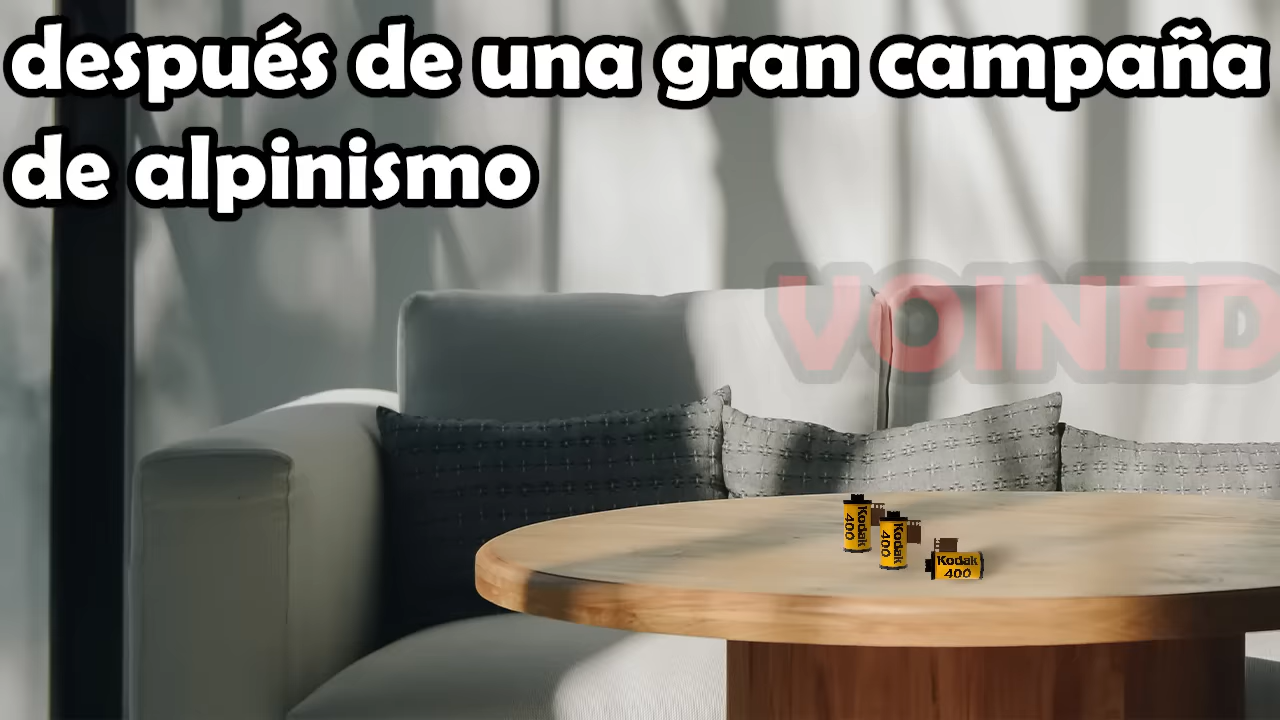 después de una gran campaña
de alpinismo
VOINED
Kodak
400
Kodak
400
Kodak
400